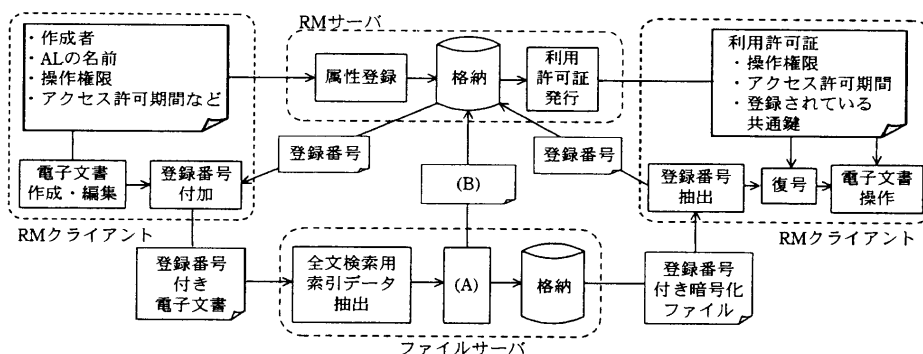 RMサーバ
・作成者
・ALの名前
・操作権限
・アクセス許可期間など
属性登録
格納
利用
許可証
発行
利用許可証
・操作権限
・アクセス許可期間
・登録されている
共通鍵
登録番号
登録番号
(B)
電子文書
作成・編集
登録番号
付加
登録番号
抽出
復号
電子文書
操作
RMクライアント
RMクライアント
登録番号
付き
電子文書
全文検索用
索引データ
抽出
(A)
格納
登録番号
付き暗号化
ファイル
ファイルサーバ